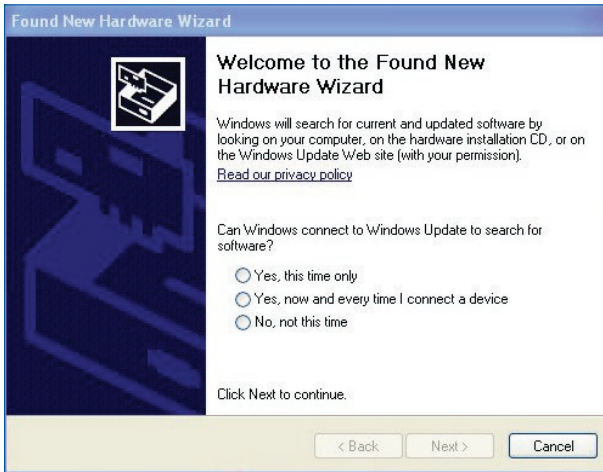 Found New Hardware Wizard
Welcome to the Found New
Hardware Wizard
Windows will search for current and updated software by
looking on your computer, on the hardware installation CD, or on
the Windows Update Web site (with your permission).
Read our privacy policy
Can Windows connect to Windows Update to search for
software?
Yes, this time only
Yes, now and every time I connect a device
No, not this time
Click Next to continue.
< Back Next > Cancel